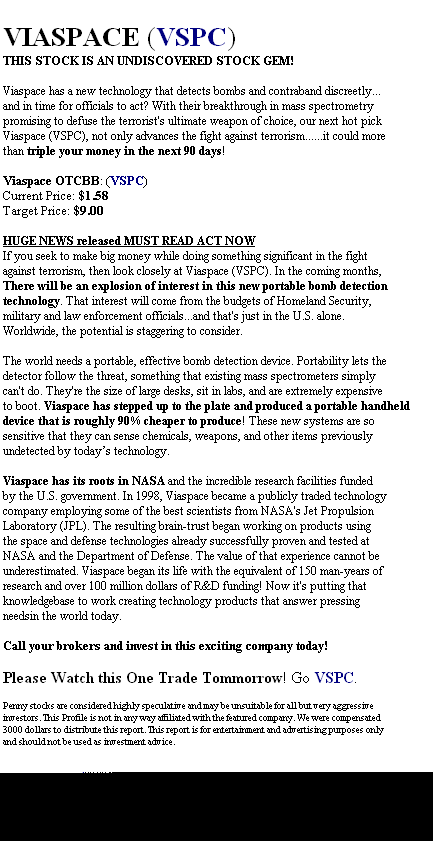 VIASPACE (VSPC)
THIS STOCK IS AN UNDISCOVERED STOCK GEM!
Viaspace has a new technology that detects bombs and contraband discreetly...
and in time for officials to act? With their breakthrough in mass spectrometry
promising to defuse the terrorist's ultimate weapon of choice, our next hot pick
Viaspace (VSPC), not only advances the fight against terrorism......it could more
than triple your money in the next 90 days!
Viaspace OTCBB: (VSPC)
Current Price: $1.58
Target Price: $9.00
HUGE NEWS released MUST READ ACT NOW
If you seek to make big money while doing something significant in the fight
against terrorism, then look closely at Viaspace (VSPC). In the coming months,
There will be an explosion of interest in this new portable bomb detection
technology. That interest will come from the budgets of Homeland Security,
military and law enforcement officials...and that's just in the U.S. alone.
Worldwide, the potential is staggering to consider.
The world needs a portable, effective bomb detection device. Portability lets the
detector follow the threat, something that existing mass spectrometers simply
can't do. They're the size of large desks, sit in labs, and are extremely expensive
to boot. Viaspace has stepped up to the plate and produced a portable handheld
device that is roughly 90% cheaper to produce! These new systems are so
sensitive that they can sense chemicals, weapons, and other items previously
undetected by today's technology.
Viaspace has its roots in NASA and the incredible research facilities funded
by the U.S. government. In 1998, Viaspace became a publicly traded technology
company employing some of the best scientists from NASA's Jet Propulsion
Laboratory (JPL). The resulting brain-trust began working on products using
the space and defense technologies already successfully proven and tested at
NASA and the Department of Defense. The value of that experience cannot be
underestimated. Viaspace began its life with the equivalent of 150 man-years of
research and over 100 million dollars of R&D funding! Now it's putting that
knowledgebase to work creating technology products that answer pressing
needsin the world today.
Call your brokers and invest in this exciting company today!
Please Watch this One Trade Tommorrow! Go VSPC.
Penny stocks are considered highly speculative and may be unsuitable for all but very aggressive
investors. This Profile is not in any way affiliated with the featured company. We were compensated
3000 dollars to distribute this report. This report is for entertainment and advertising purposes only
and should not be used as investment advice.